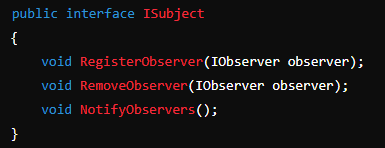 public interface ISubject
{
    void RegisterObserver(IObserver observer);
    void RemoveObserver(IObserver observer);
    void NotifyObservers();
}